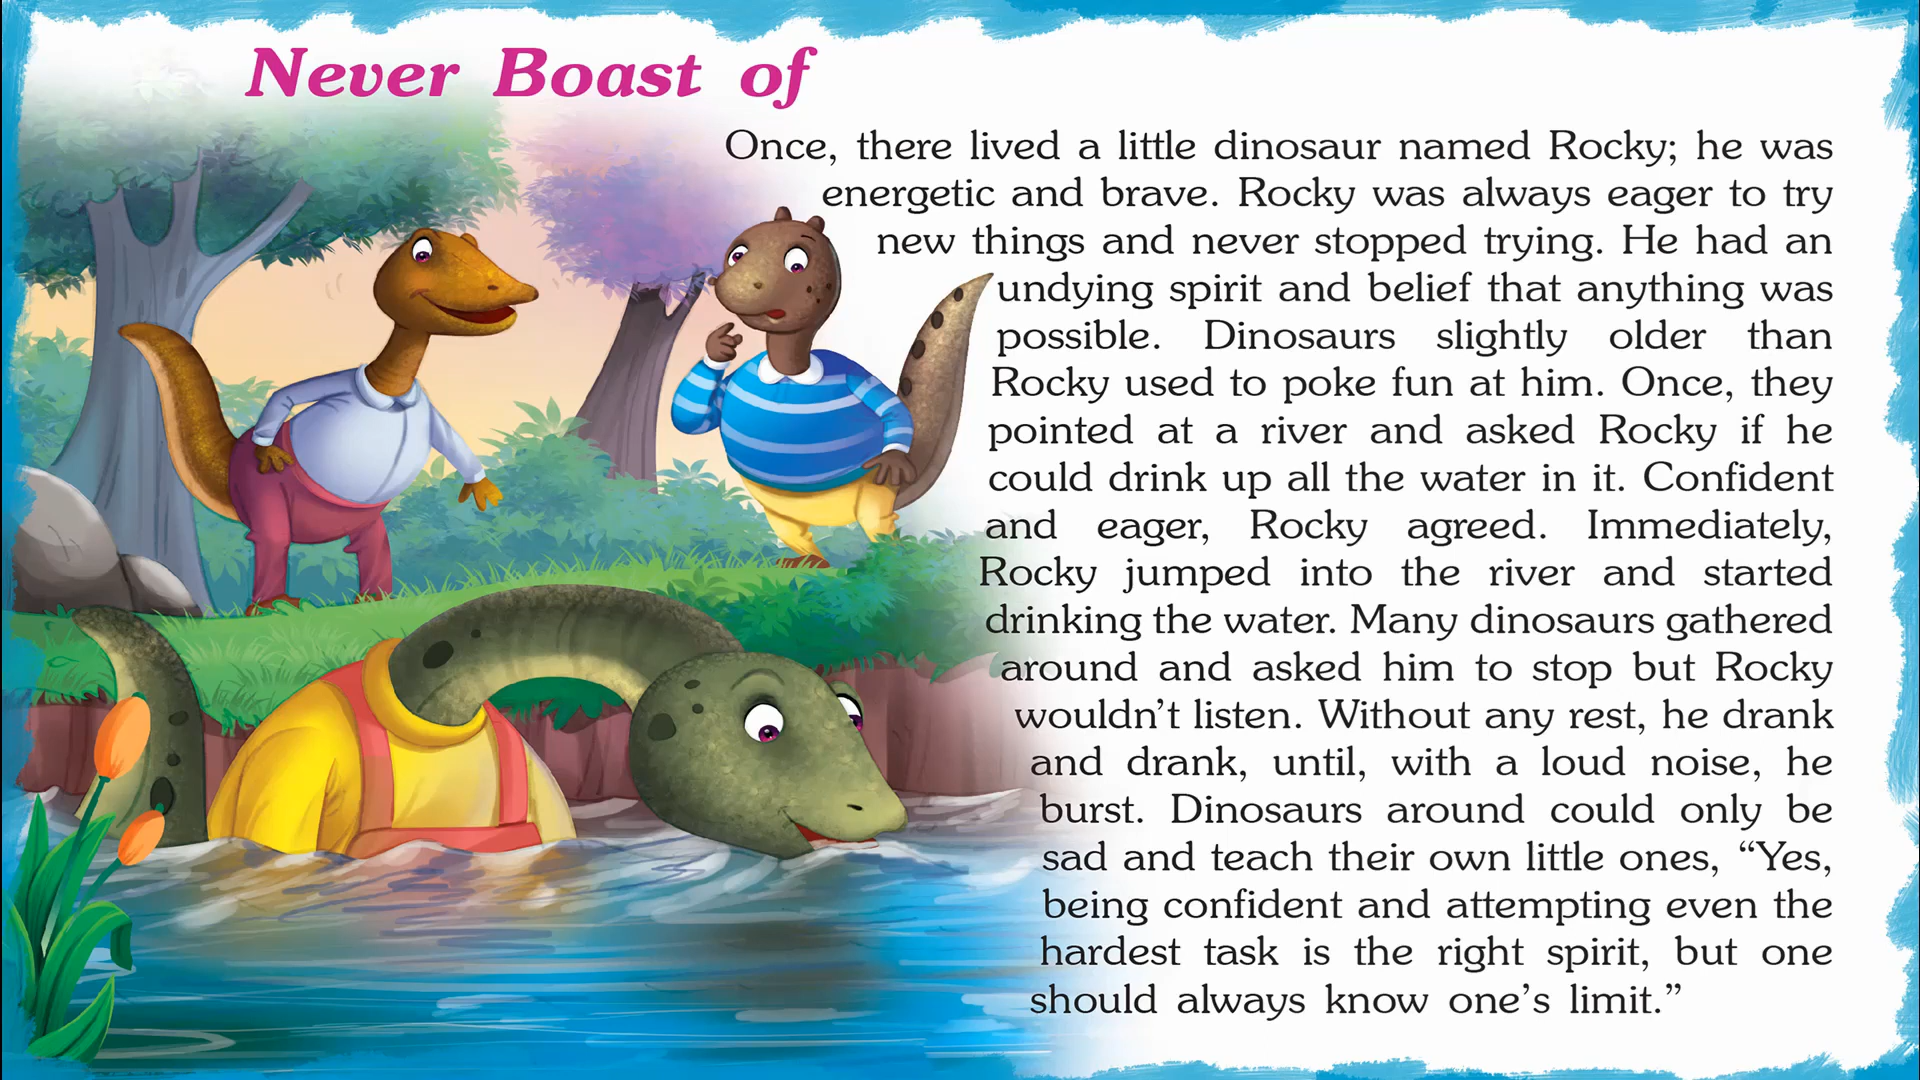 Never Boast of
Once, there lived a little dinosaur named Rocky; he was
energetic and brave. Rocky was always eager to try
new things and never stopped trying. He had an
undying spirit and belief that anything was
possible. Dinosaurs slightly older than
Rocky used to poke fun at him. Once, they
pointed at a river and asked Rocky if he
could drink up all the water in it. Confident
and eager, Rocky agreed. Immediately,
Rocky jumped into the river and started
drinking the water. Many dinosaurs gathered
around and asked him to stop but Rocky
wouldn’t listen. Without any rest, he drank
and drank, until, with a loud noise, he
burst. Dinosaurs around could only be
sad and teach their own little ones, “Yes,
being confident and attempting even the
hardest task is the right spirit, but one
should always know one’s limit.”